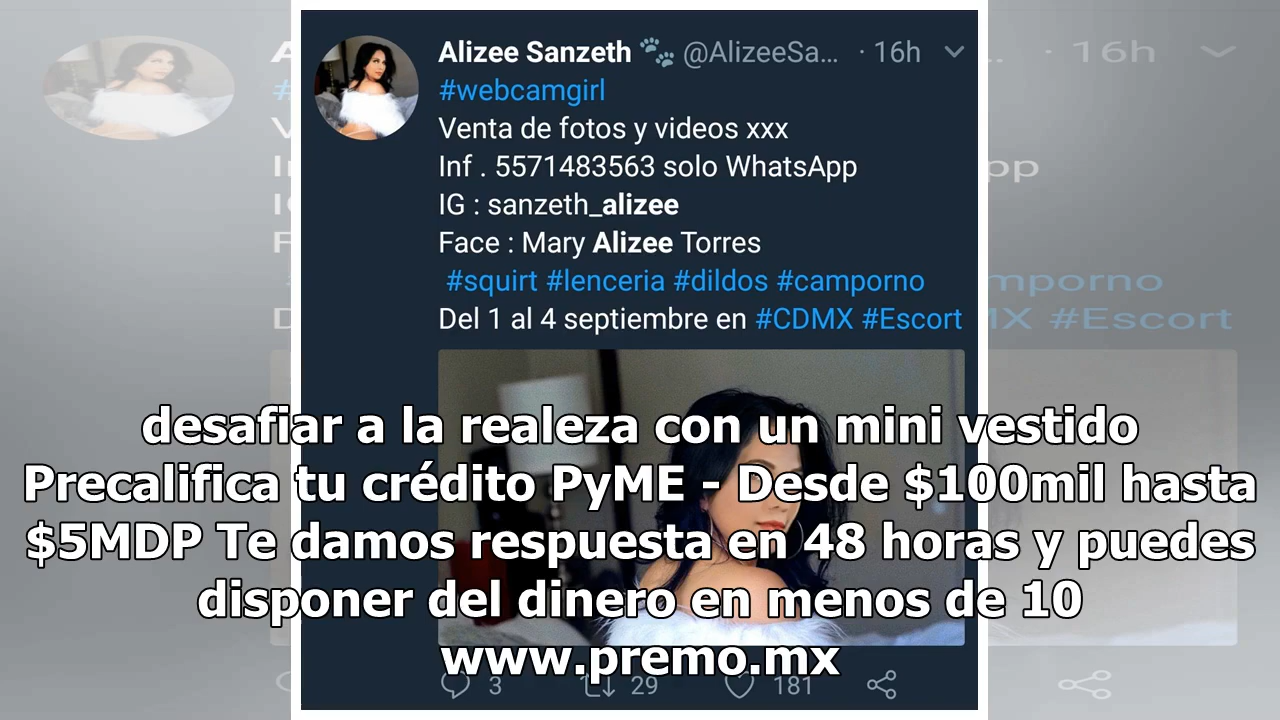 Alizee Sanzeth 🐾 @AlizeeSa... · 16h
#webcamgirl
Venta de fotos y videos xxx
Inf . 5571483563 solo WhatsApp
IG : sanzeth_alizee
Face : Mary Alizee Torres
#squirt #lenceria #dildos #camporno
Del 1 al 4 septiembre en #CDMX #Escort
desafiar a la realeza con un mini vestido
Precalifica tu crédito PyME - Desde $100mil hasta
$5MDP Te damos respuesta en 48 horas y puedes
disponer del dinero en menos de 10
www.premo.mx
3 29 181